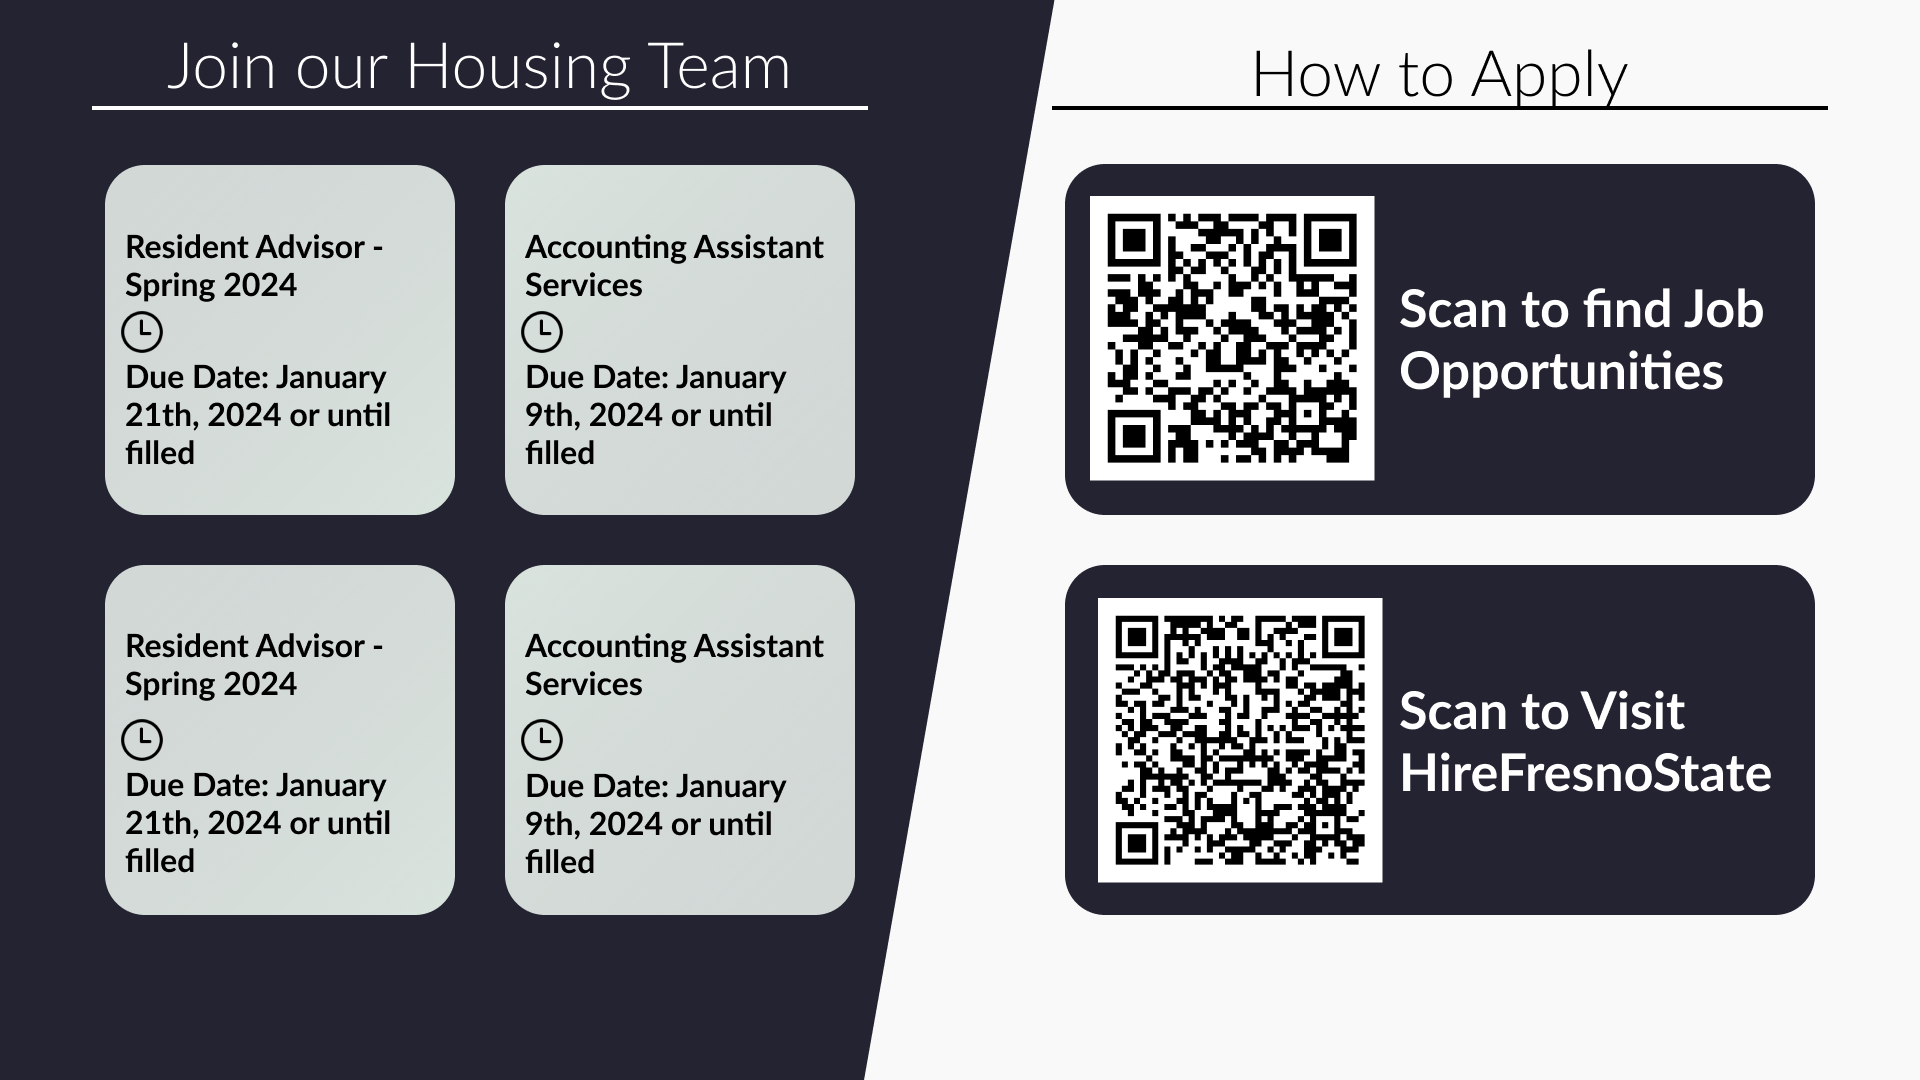 Join our Housing Team
Resident Advisor -
Spring 2024
Due Date: January
21th, 2024 or until
filled
Accounting Assistant
Services
Due Date: January
9th, 2024 or until
filled
Resident Advisor -
Spring 2024
Due Date: January
21th, 2024 or until
filled
Accounting Assistant
Services
Due Date: January
9th, 2024 or until
filled
How to Apply
Scan to find Job
Opportunities
Scan to Visit
HireFresnoState